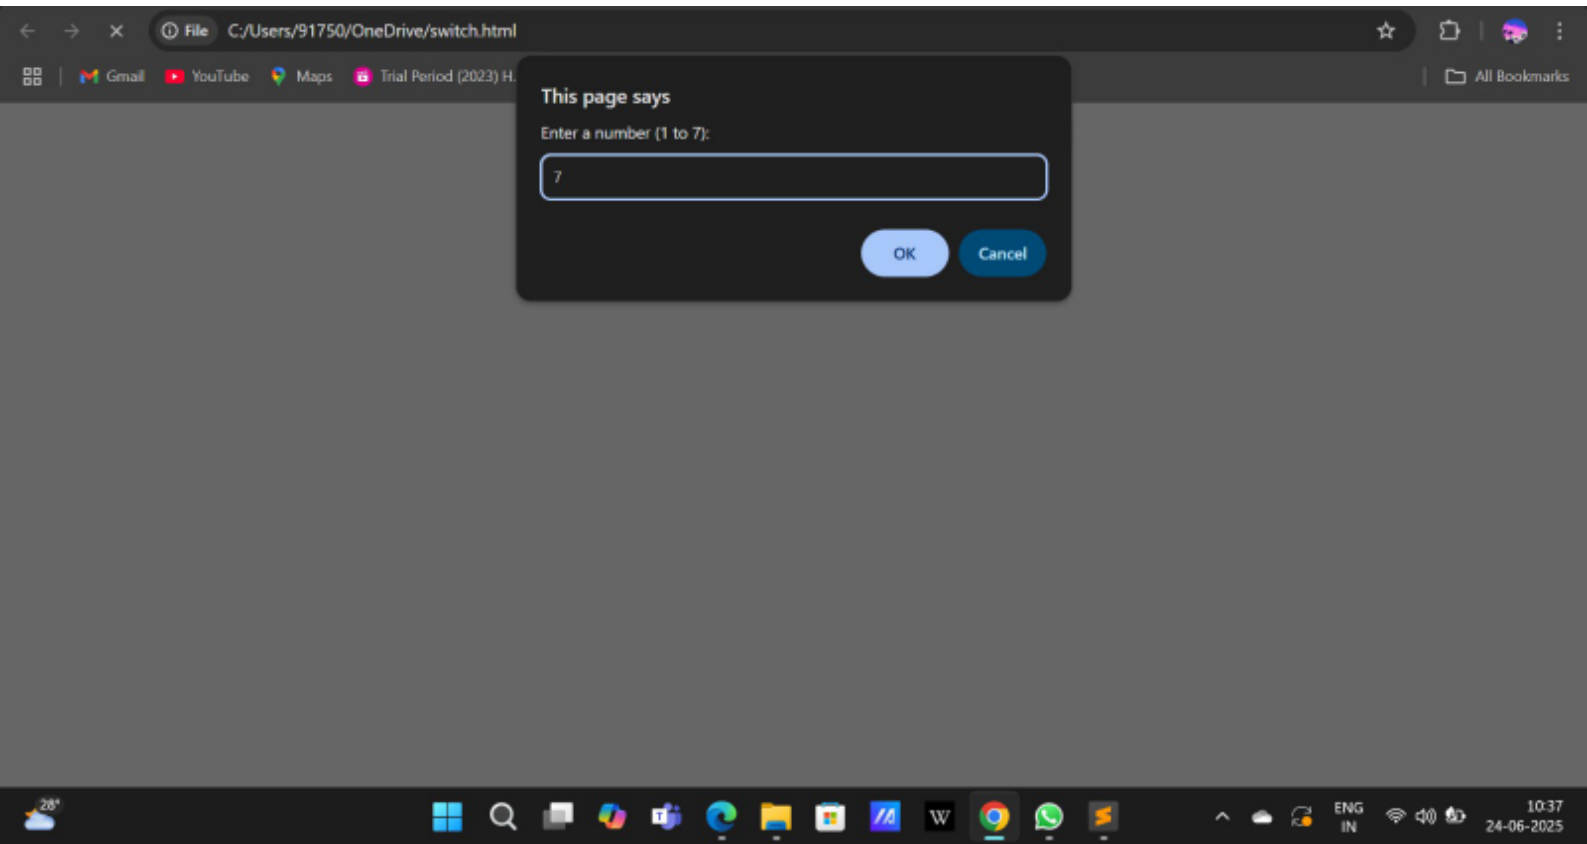 File C:/Users/91750/OneDrive/switch.html
Gmail YouTube Maps Trial Period (2023) H. All Bookmarks
This page says
Enter a number (1 to 7):
7
OK Cancel
28°
W
ENG
IN
10:37
24-06-2025